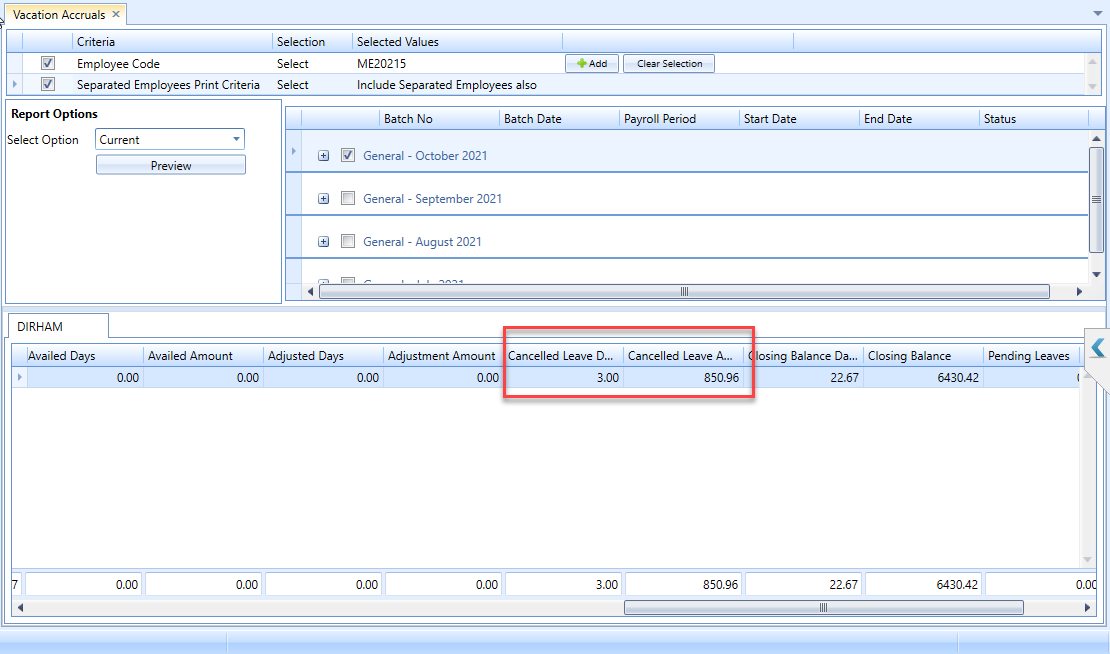 Vacation Accruals
Criteria Selection Selected Values
Employee Code Select ME20215 Add Clear Selection
Separated Employees Print Criteria Select Include Separated Employees also
Report Options
Select Option Current
Preview
Batch No Batch Date Payroll Period Start Date End Date Status
General - October 2021
General - September 2021
General - August 2021
DIRHAM
Availed Days Availed Amount Adjusted Days Adjustment Amount Cancelled Leave D... Cancelled Leave A... Closing Balance Da... Closing Balance Pending Leaves
0.00 0.00 0.00 0.00 3.00 850.96 22.67 6430.42
7 0.00 0.00 0.00 0.00 3.00 850.96 22.67 6430.42 0.00